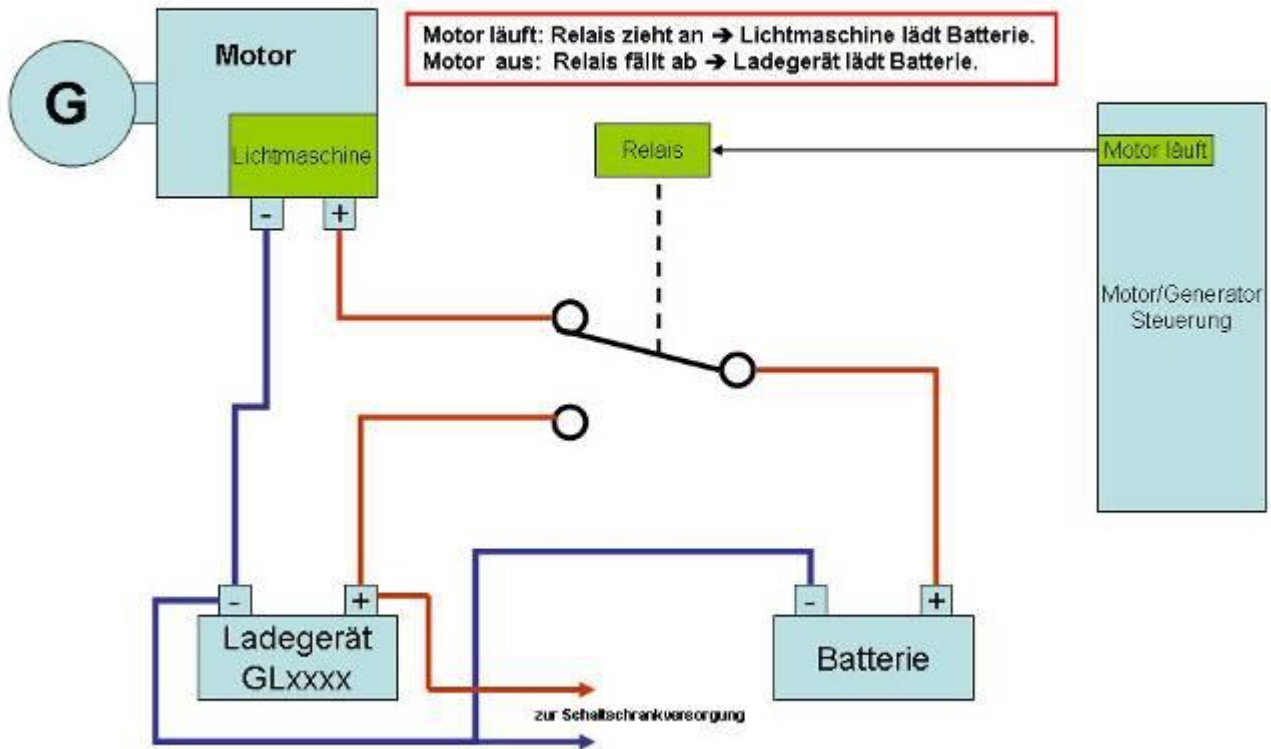 Motor läuft: Relais zieht an ➔ Lichtmaschine lädt Batterie.
Motor aus: Relais fällt ab ➔ Ladegerät lädt Batterie.
Motor
G
Lichtmaschine
Relais
Motor läuft
- +
Motor/Generator
Steuerung
- +
- +
Ladegerät
GLxxxx
Batterie
zur Schaltschrankversorgung